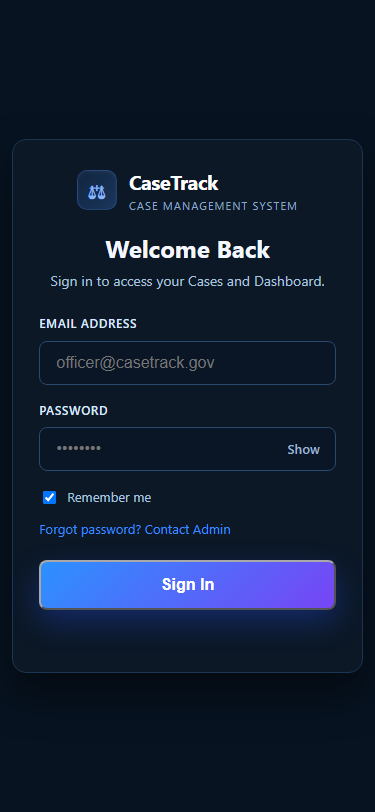 CaseTrack
CASE MANAGEMENT SYSTEM
Welcome Back
Sign in to access your Cases and Dashboard.
EMAIL ADDRESS
officer@casetrack.gov
PASSWORD
•••••••• Show
Remember me
Forgot password? Contact Admin
Sign In